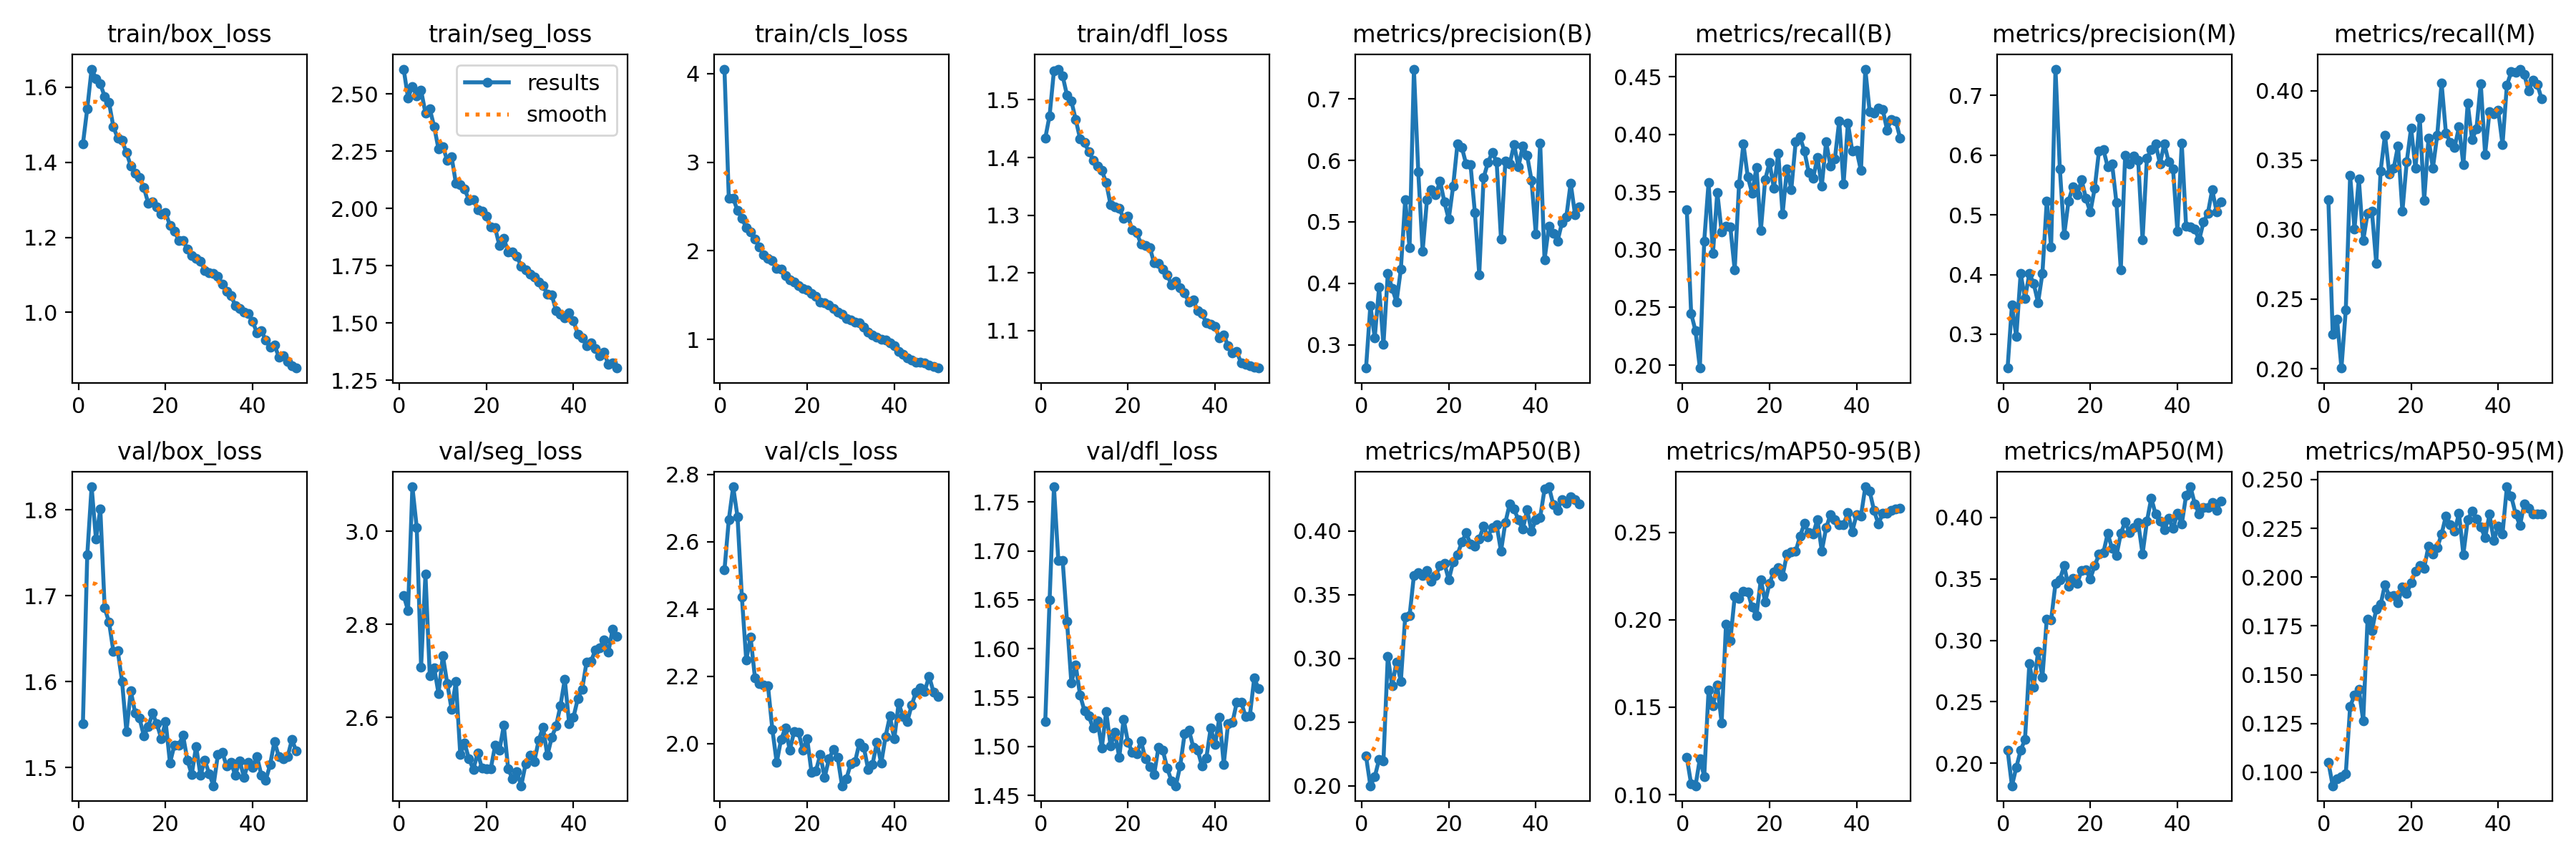 train/box_loss
1.6
1.4
1.2
1.0
0 20 40
train/seg_loss
results
smooth
2.50
2.25
2.00
1.75
1.50
1.25
0 20 40
train/cls_loss
4
3
2
1
0 20 40
train/dfl_loss
1.5
1.4
1.3
1.2
1.1
0 20 40
metrics/precision(B)
0.7
0.6
0.5
0.4
0.3
0 20 40
metrics/recall(B)
0.45
0.40
0.35
0.30
0.25
0.20
0 20 40
metrics/precision(M)
0.7
0.6
0.5
0.4
0.3
0 20 40
metrics/recall(M)
0.40
0.35
0.30
0.25
0.20
0 20 40
val/box_loss
1.8
1.7
1.6
1.5
0 20 40
val/seg_loss
3.0
2.8
2.6
0 20 40
val/cls_loss
2.8
2.6
2.4
2.2
2.0
0 20 40
val/dfl_loss
1.75
1.70
1.65
1.60
1.55
1.50
1.45
0 20 40
metrics/mAP50(B)
0.40
0.35
0.30
0.25
0.20
0 20 40
metrics/mAP50-95(B)
0.25
0.20
0.15
0.10
0 20 40
metrics/mAP50(M)
0.40
0.35
0.30
0.25
0.20
0 20 40
metrics/mAP50-95(M)
0.250
0.225
0.200
0.175
0.150
0.125
0.100
0 20 40